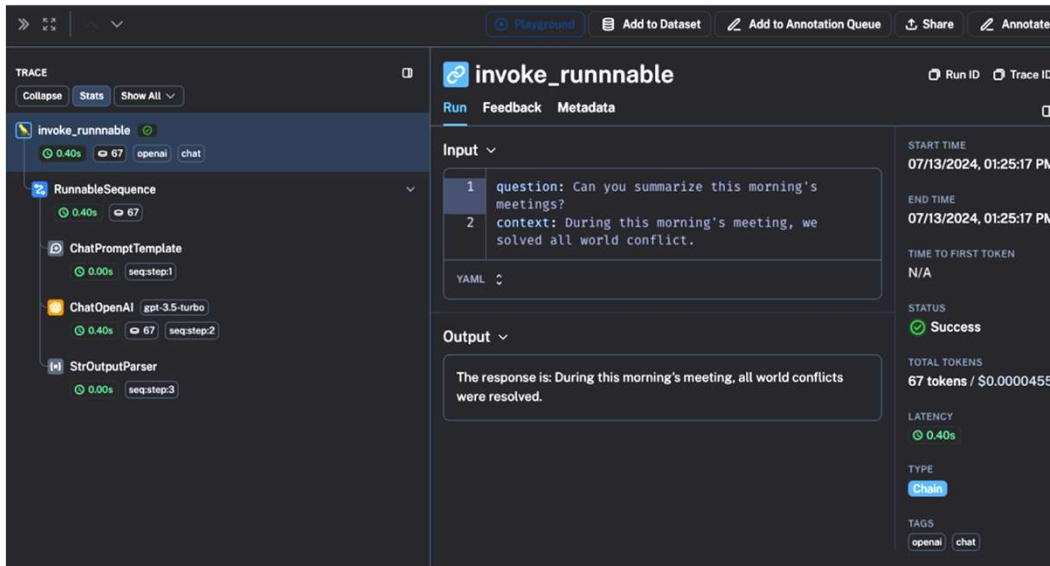 Playground
Add to Dataset
Add to Annotation Queue
Share
Annotate
TRACE
Collapse
Stats
Show All
invoke_runnnable
0.40s
67
openai
chat
RunnableSequence
0.40s
67
ChatPromptTemplate
0.00s
seq:step:1
ChatOpenAI
gpt-3.5-turbo
0.40s
67
seq:step:2
StrOutputParser
0.00s
seq:step:3
invoke_runnnable
Run ID
Trace ID
Run
Feedback
Metadata
Input
1
question: Can you summarize this morning's
meetings?
2
context: During this morning's meeting, we
solved all world conflict.
YAML
Output
The response is: During this morning's meeting, all world conflicts
were resolved.
START TIME
07/13/2024, 01:25:17 PM
END TIME
07/13/2024, 01:25:17 PM
TIME TO FIRST TOKEN
N/A
STATUS
Success
TOTAL TOKENS
67 tokens / $0.0000455
LATENCY
0.40s
TYPE
Chain
TAGS
openai
chat